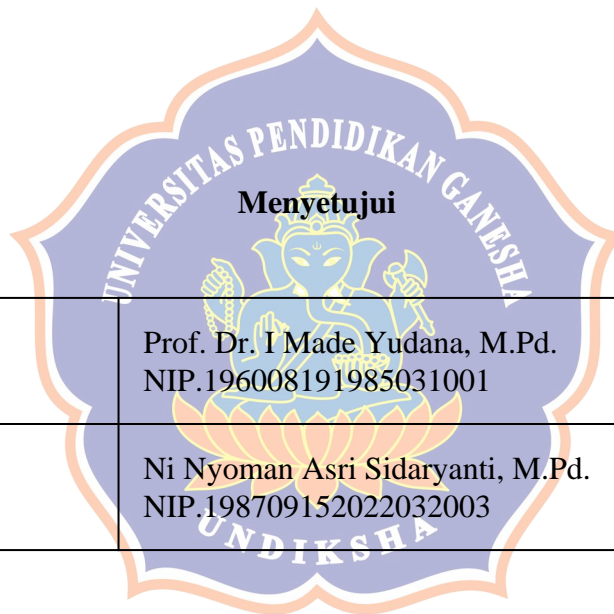 UNIVERSITAS PENDIDIKAN GANESHA
Menyetujui
Prof. Dr. I Made Yudana, M.Pd.
NIP.196008191985031001
Ni Nyoman Asri Sidaryanti, M.Pd.
NIP.198709152022032003
UNDIKSHA